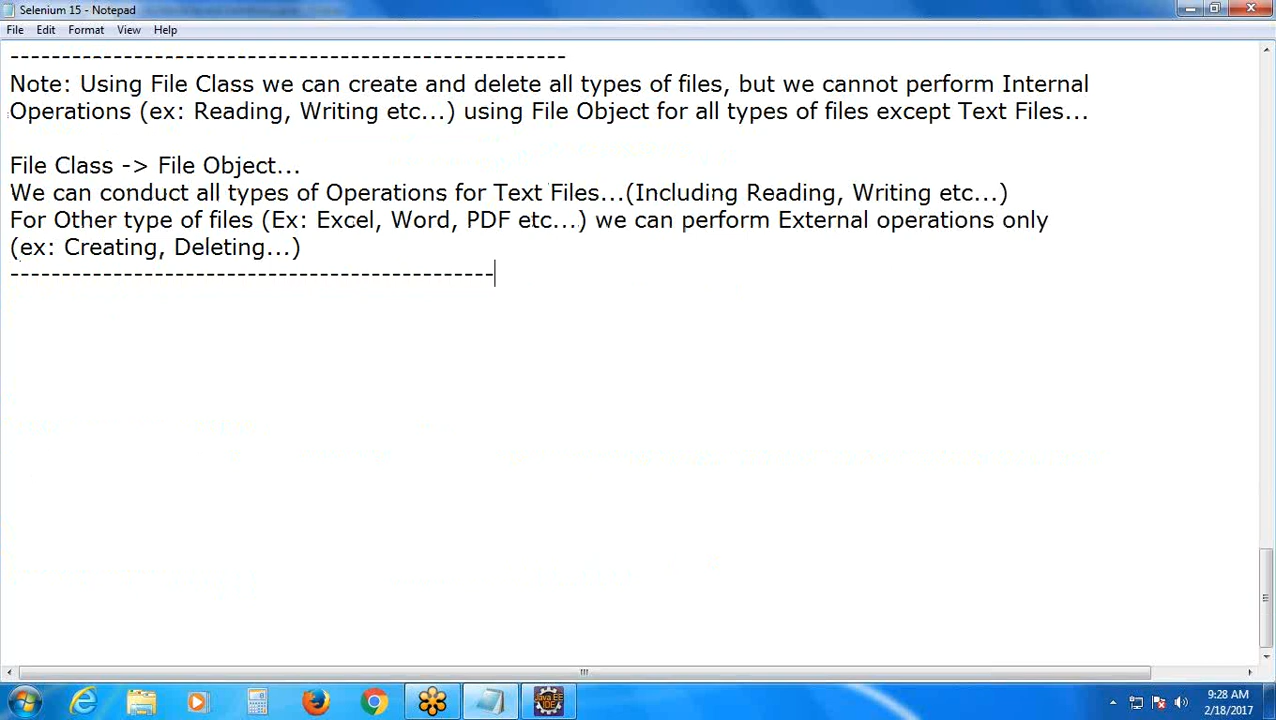 Selenium 15 - Notepad
File Edit Format View Help
------------------------------------------------------
Note: Using File Class we can create and delete all types of files, but we cannot perform Internal
Operations (ex: Reading, Writing etc...) using File Object for all types of files except Text Files...
File Class -> File Object...
We can conduct all types of Operations for Text Files...(Including Reading, Writing etc...)
For Other type of files (Ex: Excel, Word, PDF etc...) we can perform External operations only
(ex: Creating, Deleting...)
-----------------------------------------------
Java EE
IDE
9:28 AM
2/18/2017